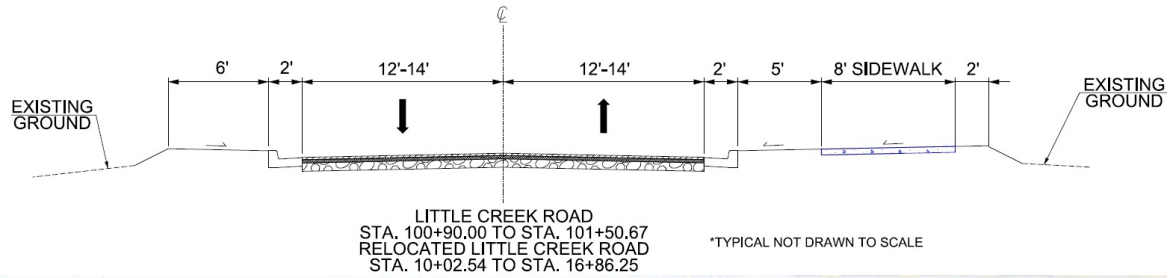 ℄
6' 2' 12'-14' 12'-14' 2' 5' 8' SIDEWALK 2'
EXISTING
GROUND
EXISTING
GROUND
LITTLE CREEK ROAD
STA. 100+90.00 TO STA. 101+50.67
RELOCATED LITTLE CREEK ROAD
STA. 10+02.54 TO STA. 16+86.25
*TYPICAL NOT DRAWN TO SCALE